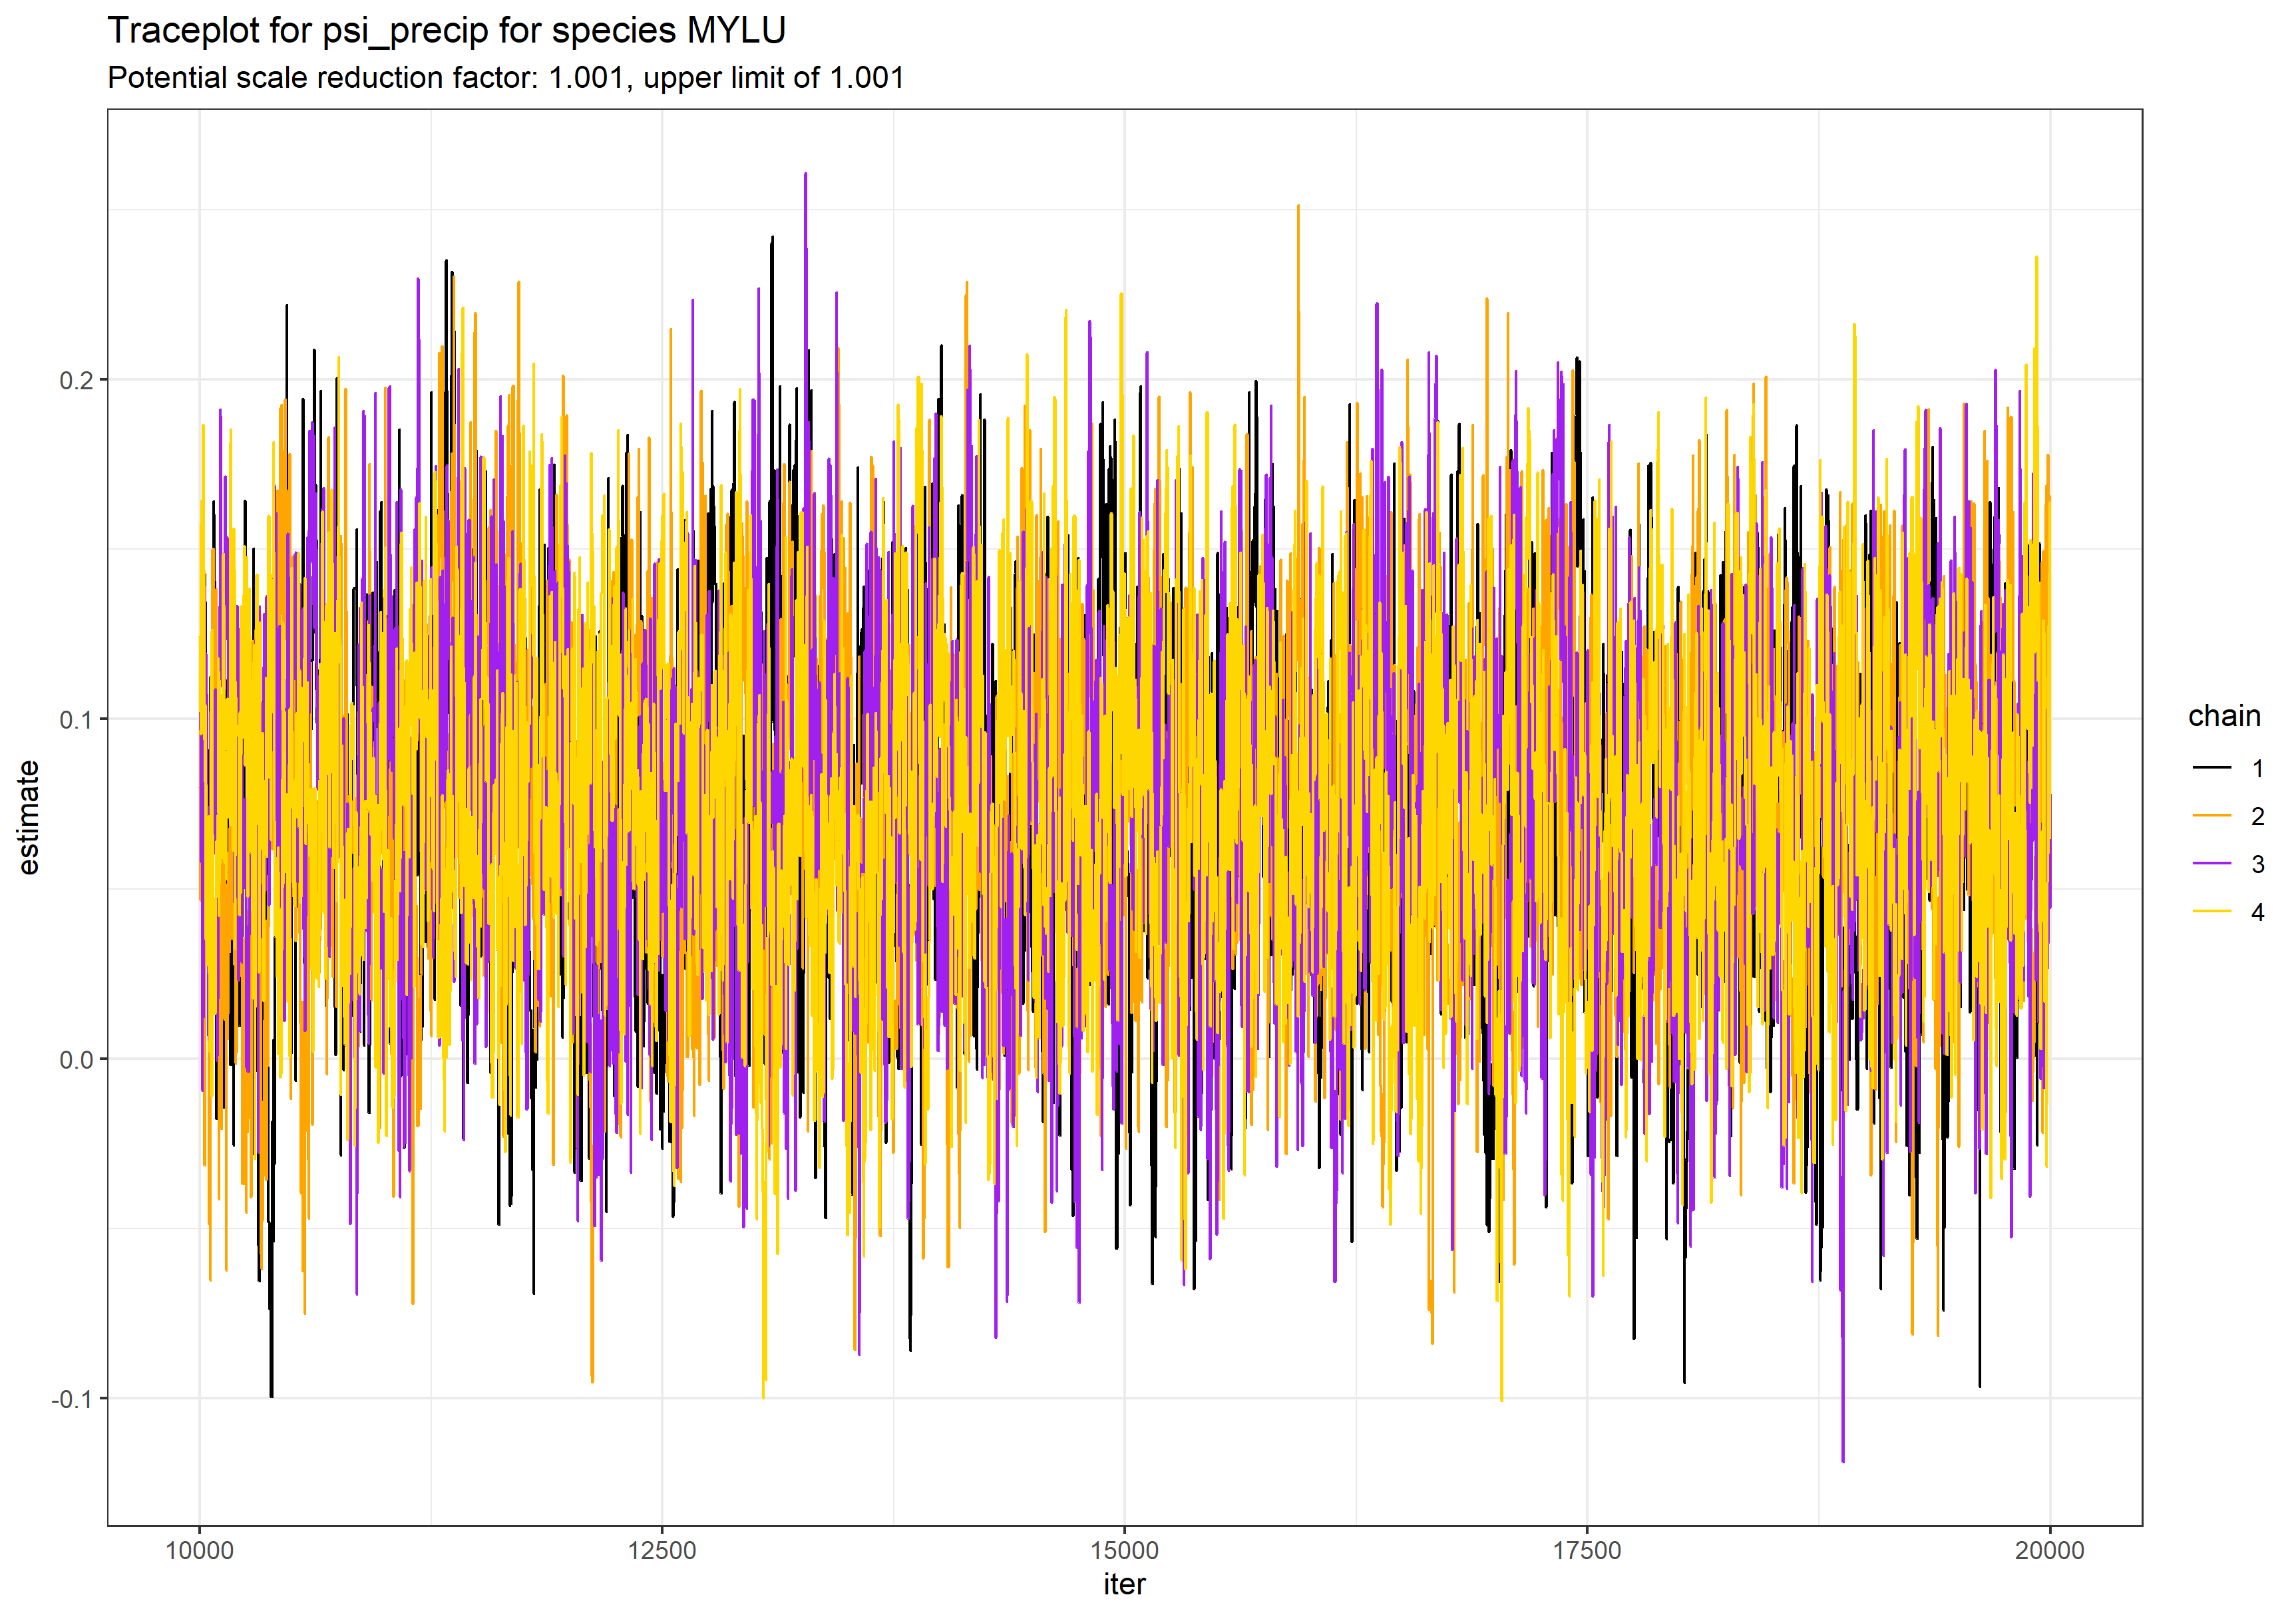 Traceplot for psi_precip for species MYLU
Potential scale reduction factor: 1.001, upper limit of 1.001
0.2
0.1
0.0
-0.1
estimate
10000 12500 15000 17500 20000
iter
chain
1
2
3
4